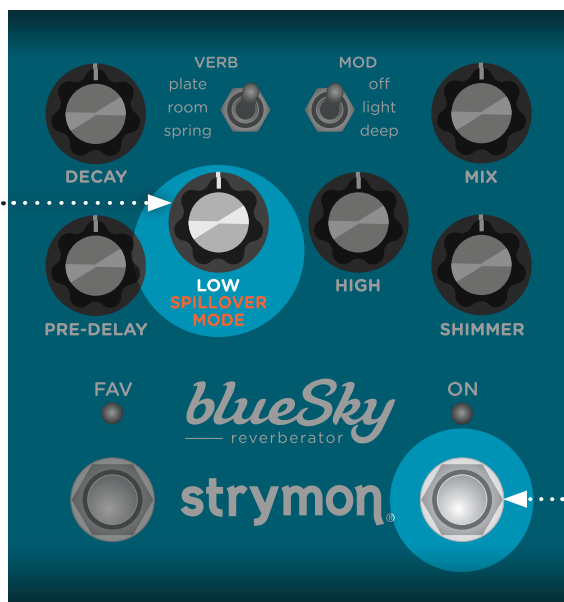 VERB
plate
room
spring
MOD
off
light
deep
DECAY
MIX
LOW
SPILLOVER
MODE
HIGH
PRE-DELAY
SHIMMER
FAV
ON
blueSky
reverberator
strymon®